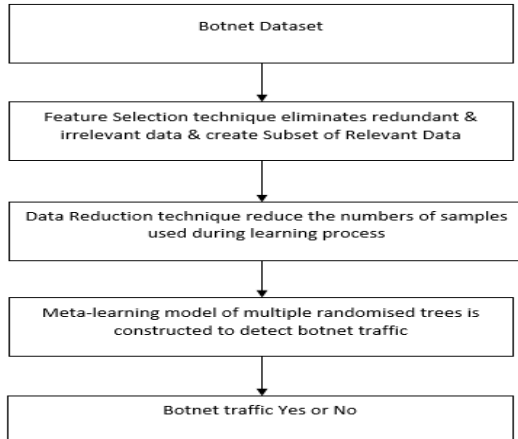 Botnet Dataset
Feature Selection technique eliminates redundant &
irrelevant data & create Subset of Relevant Data
Data Reduction technique reduce the numbers of samples
used during learning process
Meta-learning model of multiple randomised trees is
constructed to detect botnet traffic
Botnet traffic Yes or No